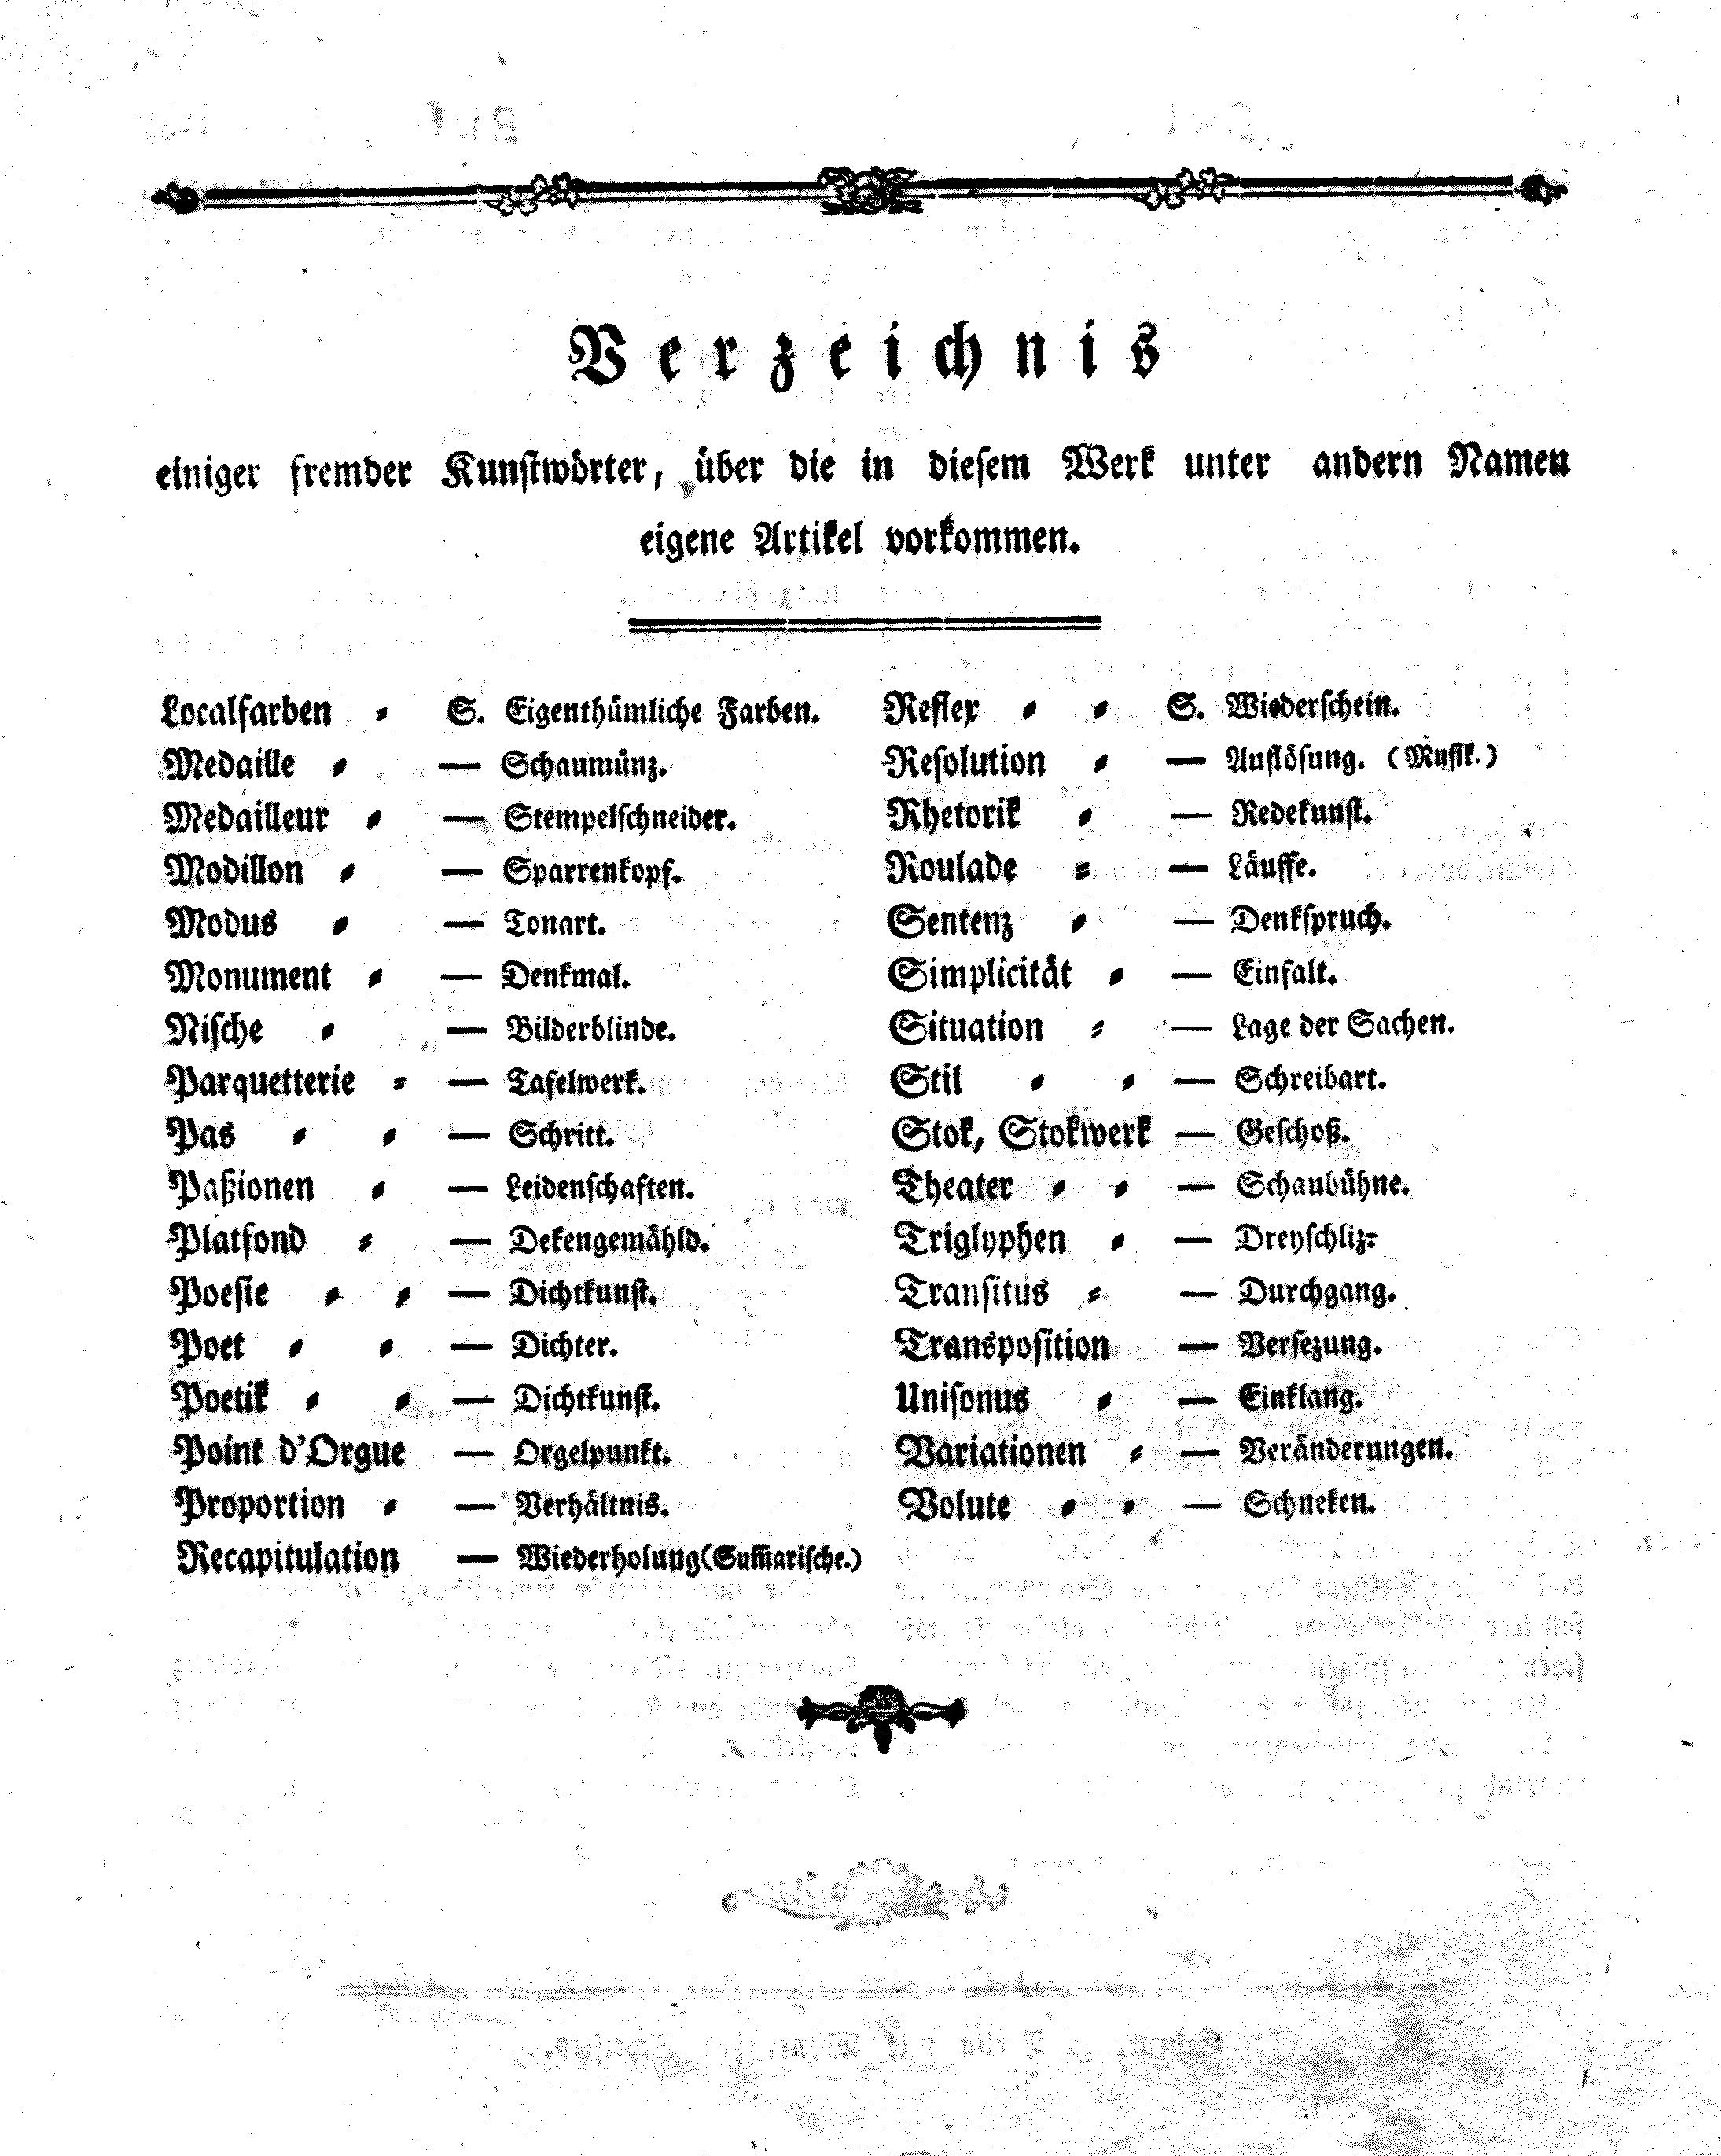 Verzeichnis
einiger fremder Kunstwörter, über die in diesem Werk unter andern Namen
eigene Artikel vorkommen.
Localfarben ⸗ S. Eigenthümliche Farben.
Medaille ⸗ — Schaumünz.
Medailleur ⸗ — Stempelschneider.
Modillon ⸗ — Sparrenkopf.
Modus ⸗ — Tonart.
Monument ⸗ — Denkmal.
Nische ⸗ — Bilderblinde.
Parquetterie ⸗ — Tafelwerk.
Pas ⸗ ⸗ — Schritt.
Paßionen ⸗ — Leidenschaften.
Platfond ⸗ — Dekengemähld.
Poesie ⸗ ⸗ — Dichtkunst.
Poet ⸗ ⸗ — Dichter.
Poetik ⸗ ⸗ — Dichtkunst.
Point d'Orgue — Orgelpunkt.
Proportion ⸗ — Verhältnis.
Recapitulation — Wiederholung(Sum̃arische.)
Reflex ⸗ ⸗ S. Wiederschein.
Resolution ⸗ — Auflösung. (Musik.)
Rhetorik ⸗ — Redekunst.
Roulade ⸗ — Läuffe.
Sentenz ⸗ — Denkspruch.
Simplicität ⸗ — Einfalt.
Situation ⸗ — Lage der Sachen.
Stil ⸗ ⸗ — Schreibart.
Stok, Stokwerk — Geschoß.
Theater ⸗ ⸗ — Schaubühne.
Triglyphen ⸗ — Dreyschliz.
Transitus ⸗ — Durchgang.
Transposition — Versezung.
Unisonus ⸗ — Einklang.
Variationen ⸗ — Veränderungen.
Volute ⸗ ⸗ — Schneken.